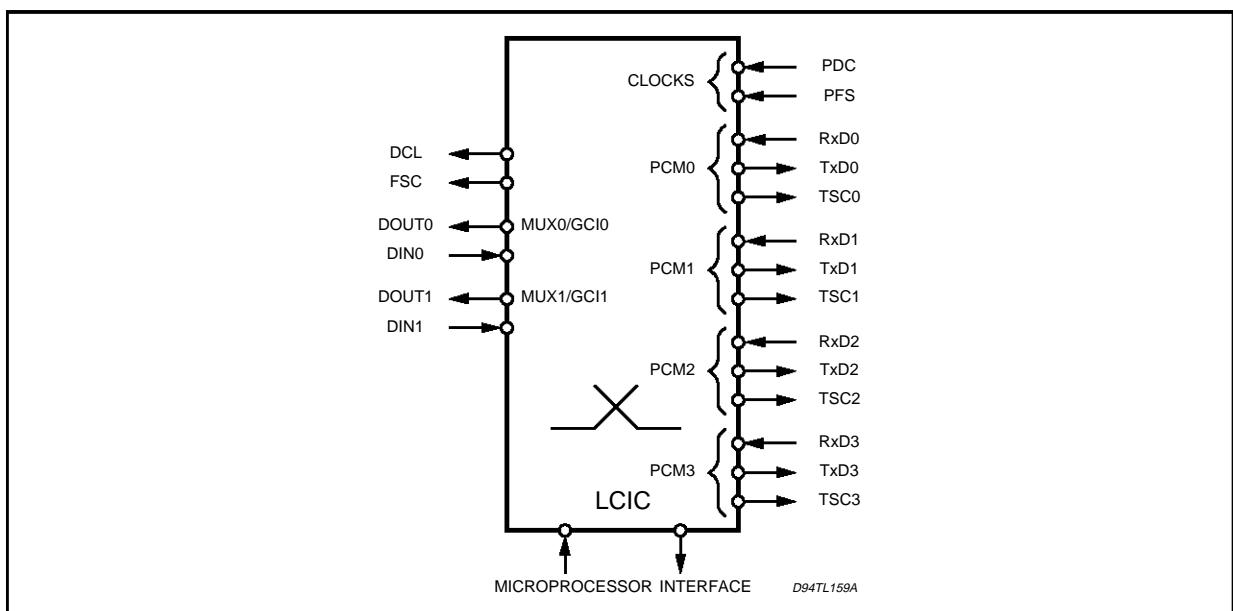 CLOCKS
PDC
PFS
DCL
FSC
DOUT0
MUX0/GCI0
DIN0
DOUT1
MUX1/GCI1
DIN1
PCM0
RxD0
TxD0
TSC0
PCM1
RxD1
TxD1
TSC1
PCM2
RxD2
TxD2
TSC2
PCM3
RxD3
TxD3
TSC3
LCIC
MICROPROCESSOR INTERFACE
D94TL159A